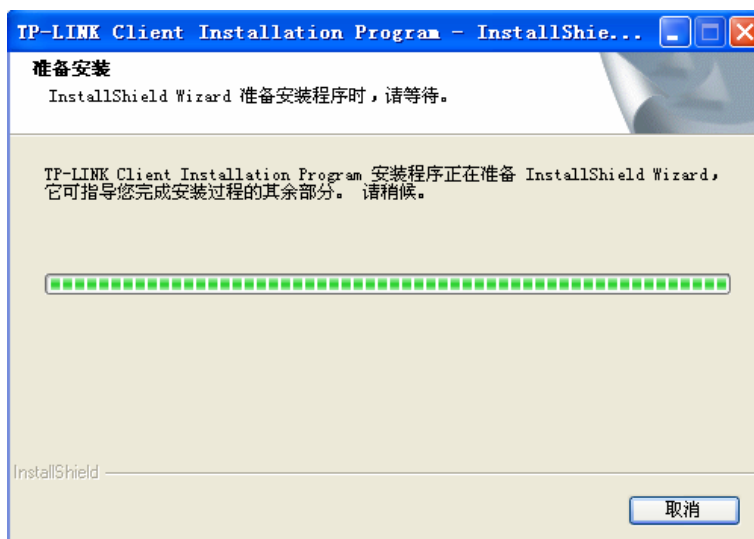 TP-LINK Client Installation Program - InstallShie...
准备安装
InstallShield Wizard 准备安装程序时，请等待。
TP-LINK Client Installation Program 安装程序正在准备 InstallShield Wizard，
它可指导您完成安装过程的其余部分。 请稍候。
InstallShield
取消